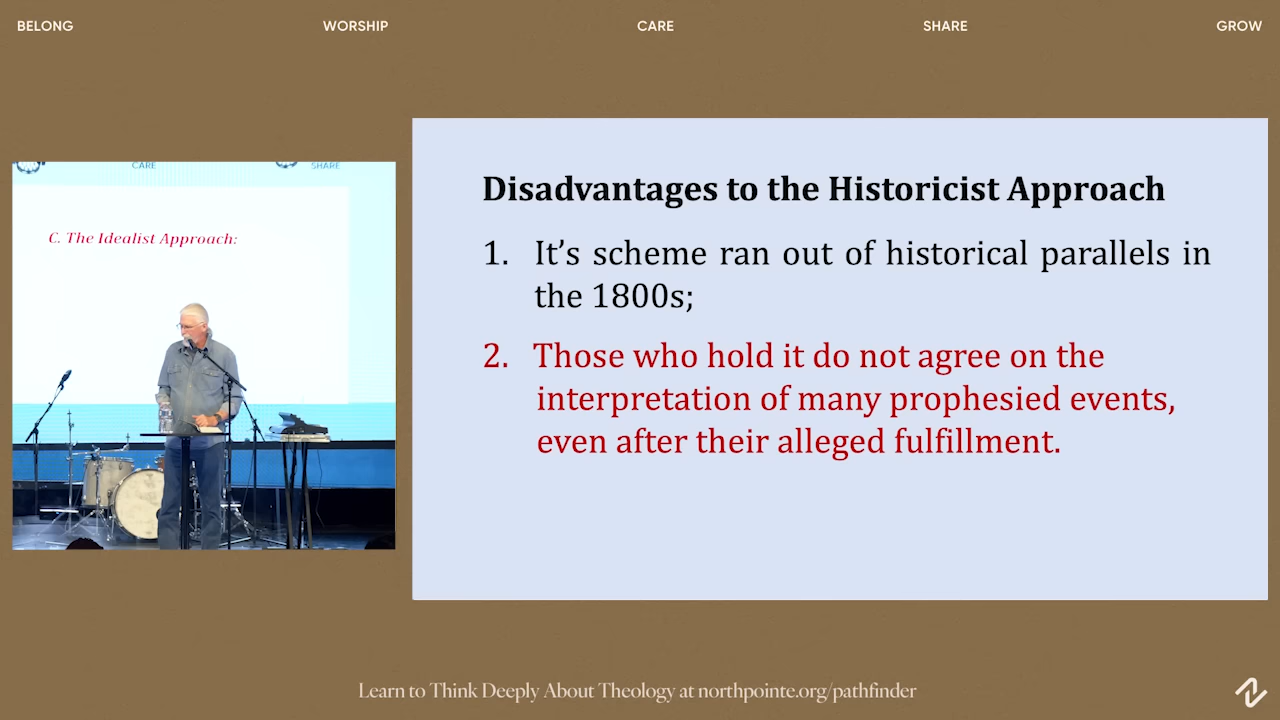 BELONG WORSHIP CARE SHARE GROW
CARE SHARE
C. The Idealist Approach:
Disadvantages to the Historicist Approach
1. It’s scheme ran out of historical parallels in
the 1800s;
2. Those who hold it do not agree on the
interpretation of many prophesied events,
even after their alleged fulfillment.
Learn to Think Deeply About Theology at northpointe.org/pathfinder